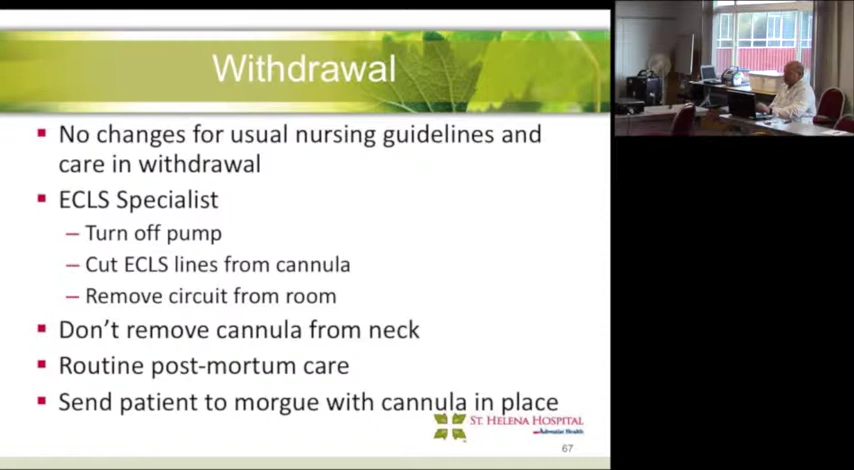 Withdrawal
▪ No changes for usual nursing guidelines and
care in withdrawal
▪ ECLS Specialist
– Turn off pump
– Cut ECLS lines from cannula
– Remove circuit from room
▪ Don't remove cannula from neck
▪ Routine post-mortum care
▪ Send patient to morgue with cannula in place
ST. HELENA HOSPITAL
Adventist Health
67